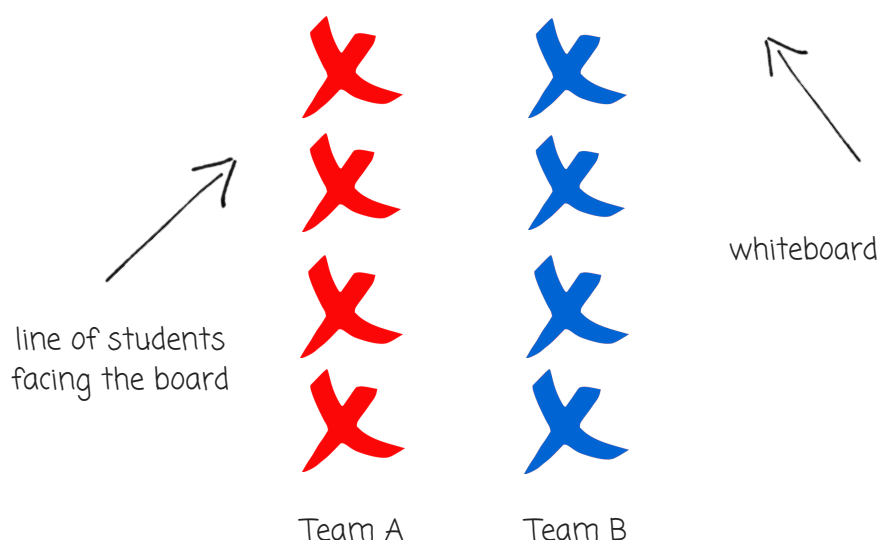 whiteboard
line of students
facing the board
Team A
Team B